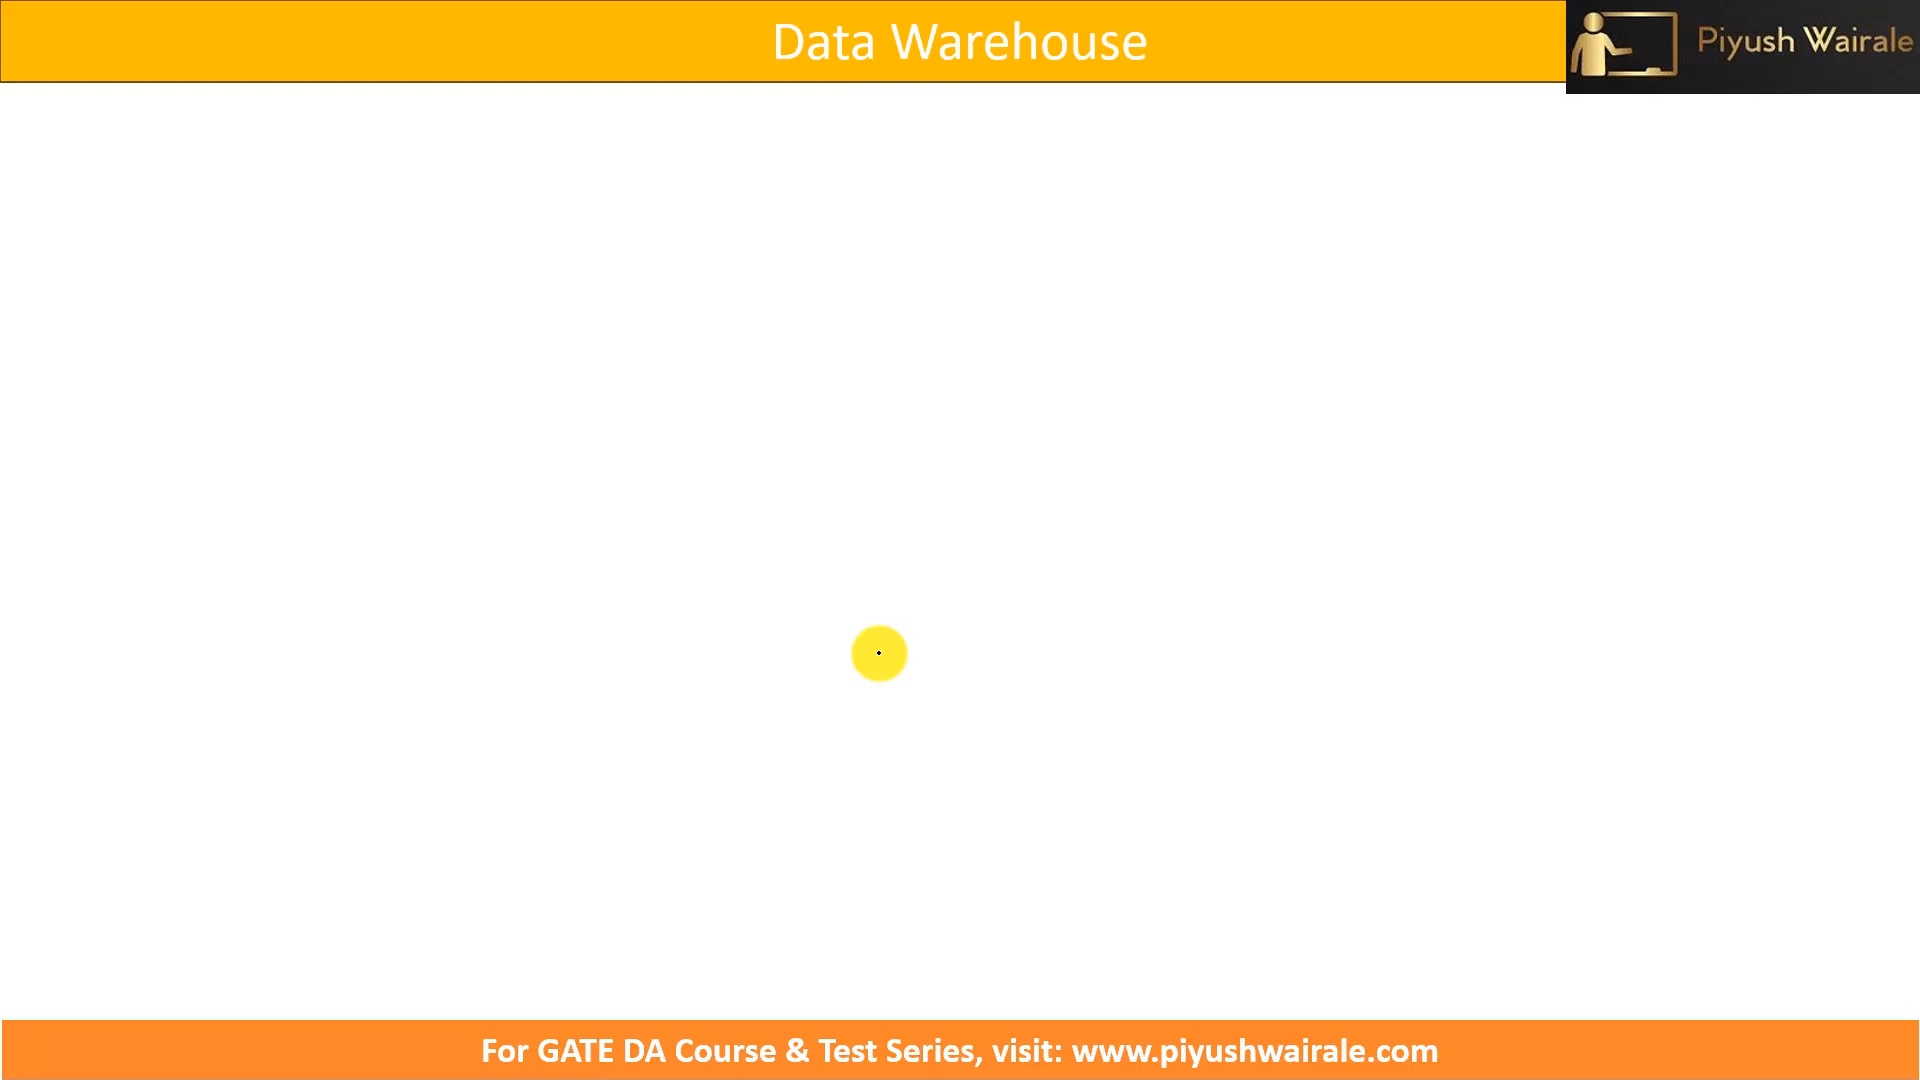 Data Warehouse
Piyush Wairale
For GATE DA Course & Test Series, visit: www.piyushwairale.com